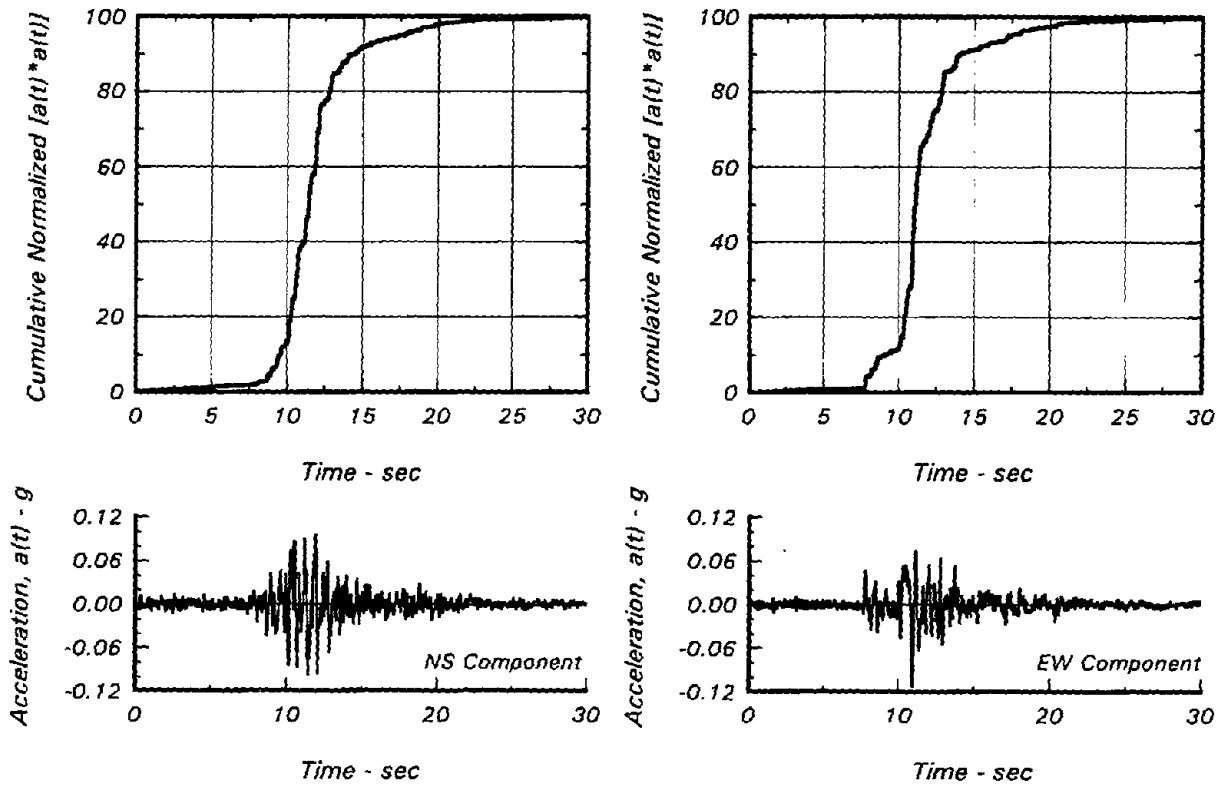 Cumulative Normalized [a(t)*a(t)]
100
80
60
40
20
0
0 5 10 15 20 25 30
Time - sec
Cumulative Normalized [a(t)*a(t)]
100
80
60
40
20
0
0 5 10 15 20 25 30
Time - sec
Acceleration, a(t) - g
0.12
0.06
0.00
-0.06
-0.12
NS Component
0 10 20 30
Time - sec
Acceleration, a(t) - g
0.12
0.06
0.00
-0.06
-0.12
EW Component
0 10 20 30
Time - sec